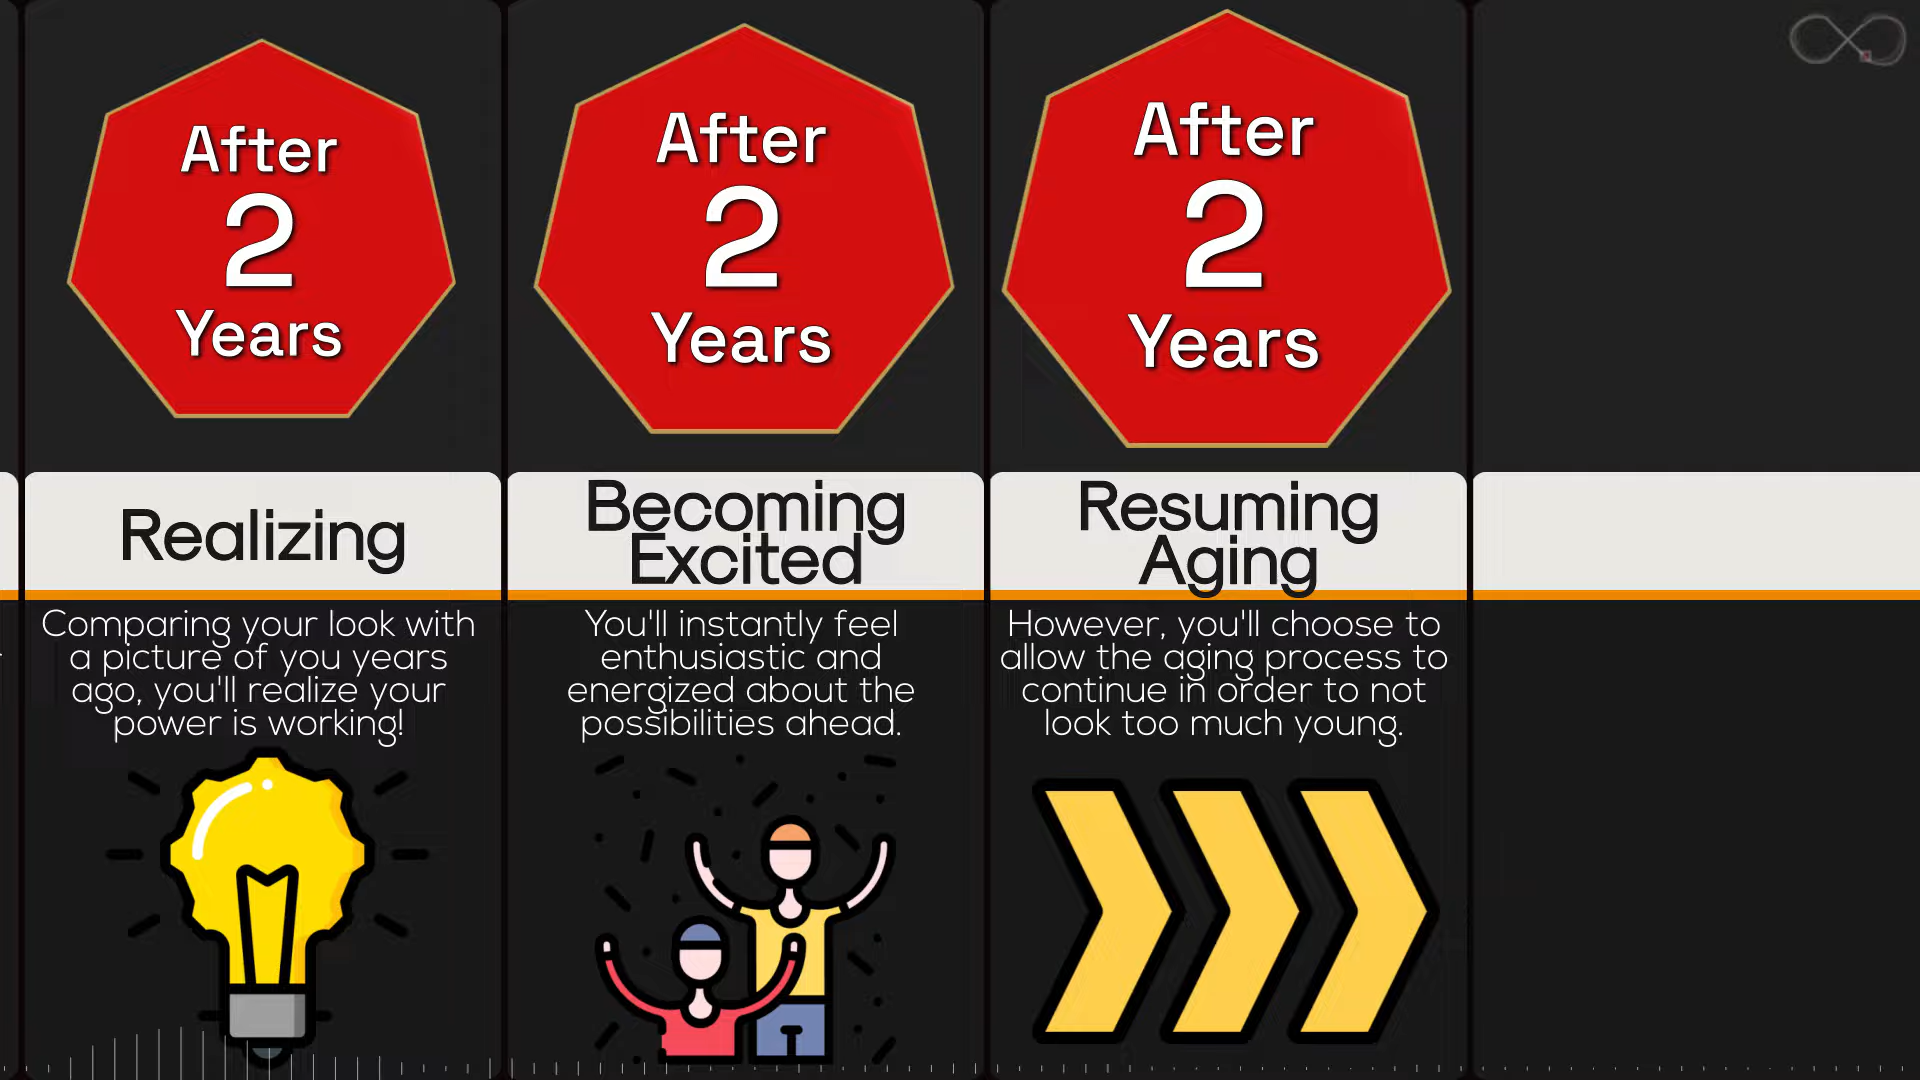 After
2
Years
Realizing
Comparing your look with
a picture of you years
ago, you'll realize your
power is working!
After
2
Years
Becoming
Excited
You'll instantly feel
enthusiastic and
energized about the
possibilities ahead.
After
2
Years
Resuming
Aging
However, you'll choose to
allow the aging process to
continue in order to not
look too much young.